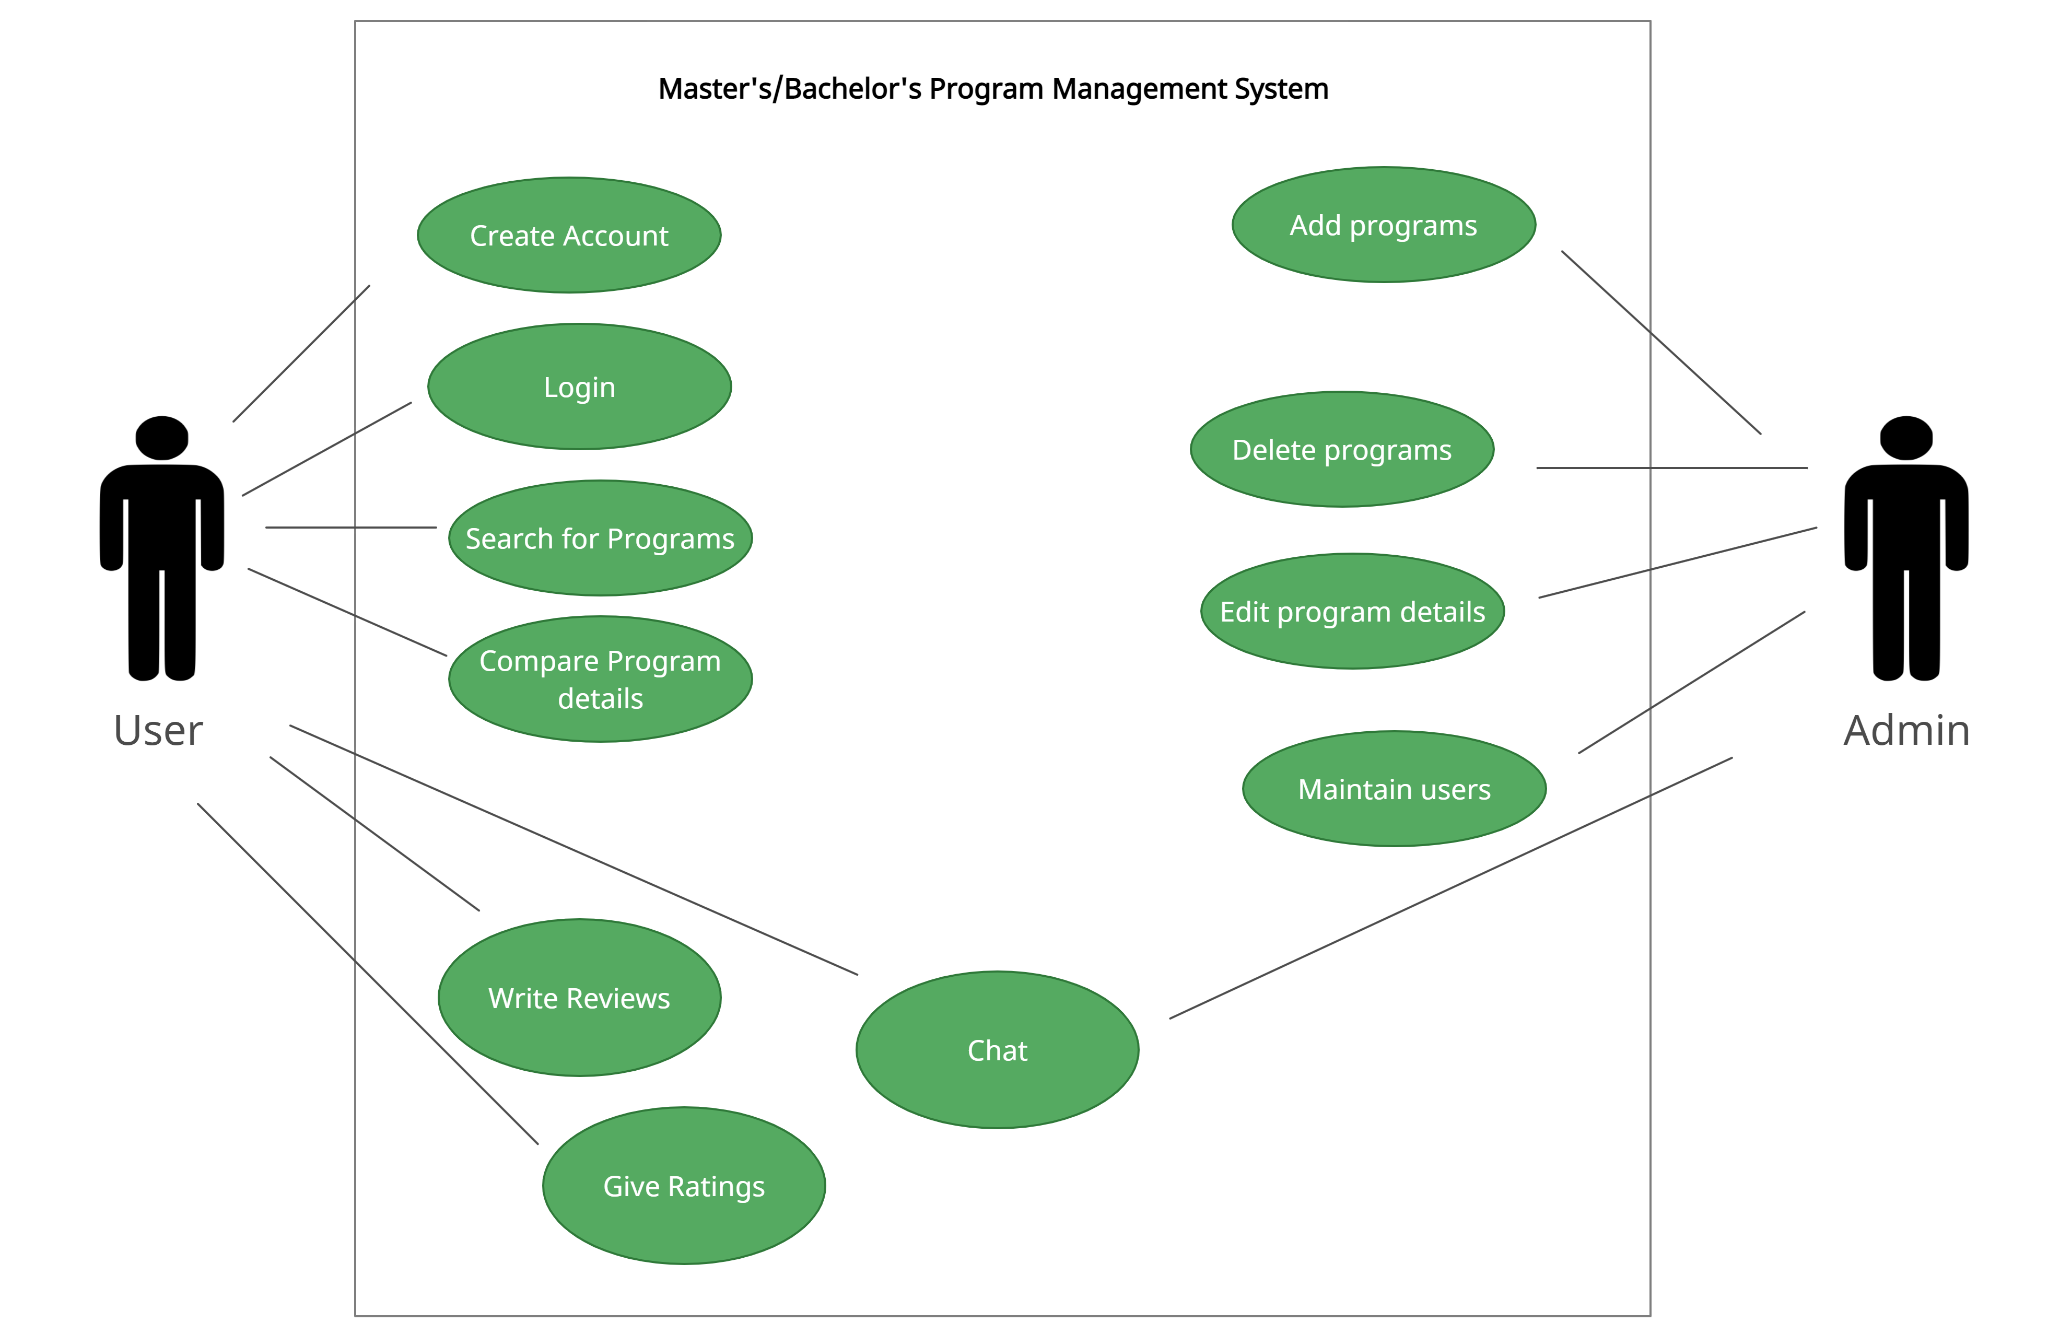 Master's/Bachelor's Program Management System
Create Account
Add programs
Login
Delete programs
Search for Programs
Edit program details
Compare Program
details
User
Admin
Maintain users
Write Reviews
Chat
Give Ratings